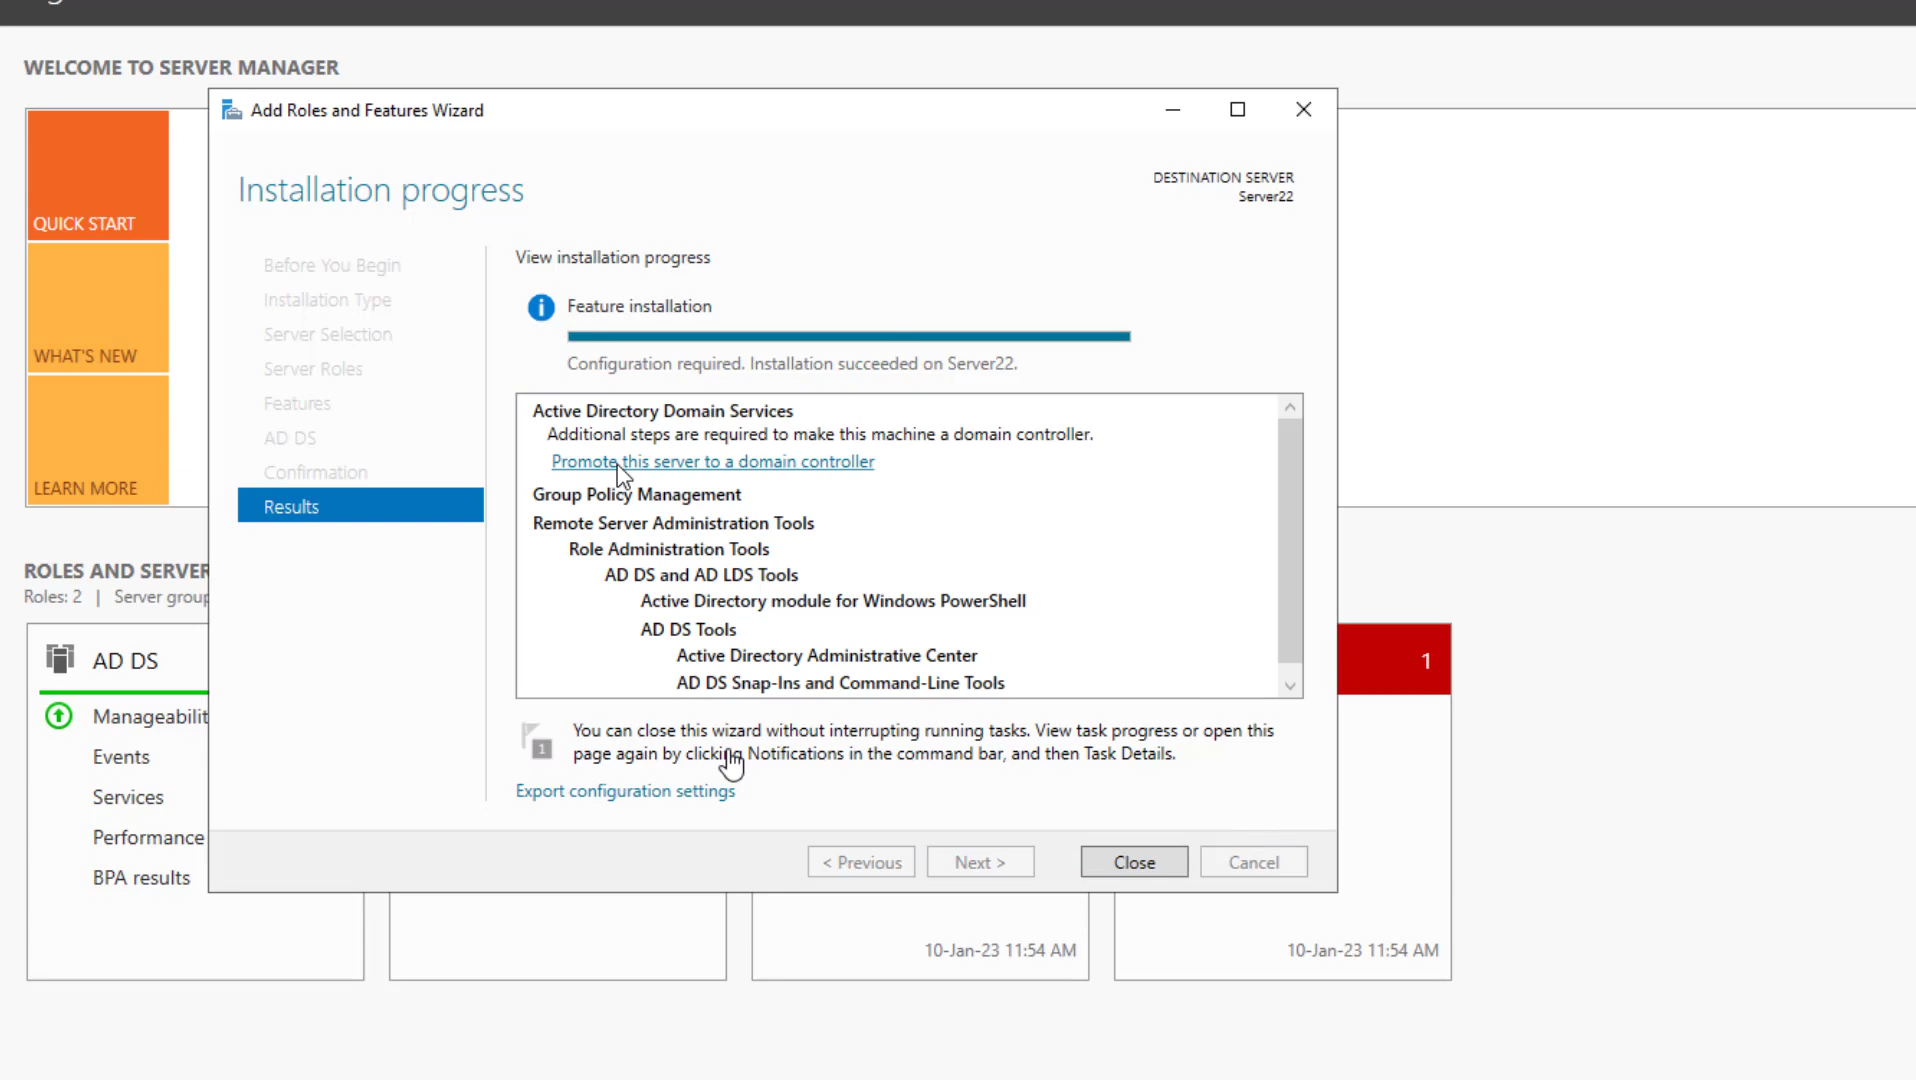 WELCOME TO SERVER MANAGER
QUICK START
WHAT'S NEW
LEARN MORE
Add Roles and Features Wizard
Installation progress
DESTINATION SERVER
Server22
Before You Begin
Installation Type
Server Selection
Server Roles
Features
AD DS
Confirmation
Results
View installation progress
Feature installation
Configuration required. Installation succeeded on Server22.
Active Directory Domain Services
Additional steps are required to make this machine a domain controller.
Promote this server to a domain controller
Group Policy Management
Remote Server Administration Tools
Role Administration Tools
AD DS and AD LDS Tools
Active Directory module for Windows PowerShell
AD DS Tools
Active Directory Administrative Center
AD DS Snap-Ins and Command-Line Tools
1
You can close this wizard without interrupting running tasks. View task progress or open this
page again by clicking Notifications in the command bar, and then Task Details.
Export configuration settings
< Previous
Next >
Close
Cancel
ROLES AND SERVER
Roles: 2 | Server group
AD DS
Manageabilit
Events
Services
Performance
BPA results
1
10-Jan-23 11:54 AM
10-Jan-23 11:54 AM